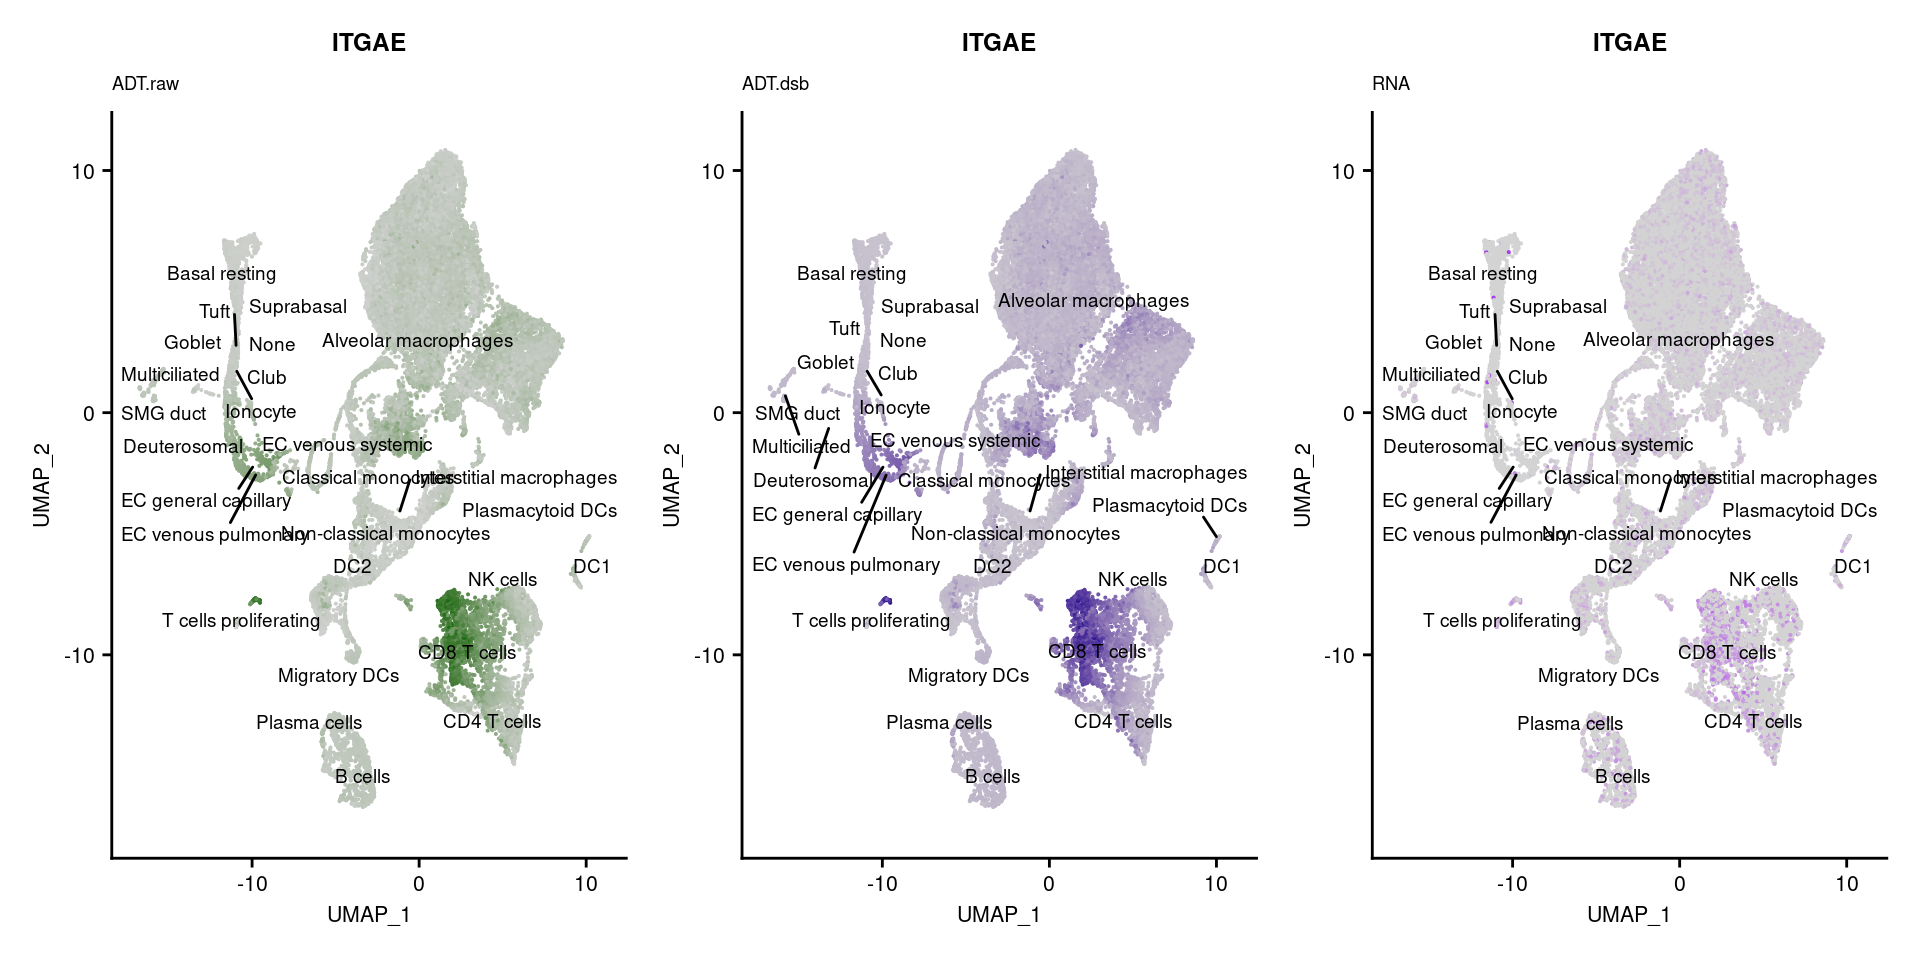 ITGAE
ADT.raw
10
0
-10
UMAP_2
Basal resting
Tuft
Suprabasal
Goblet
None
Alveolar macrophages
Multiciliated
Club
SMG duct
Ionocyte
Deuterosomal
EC venous systemic
Classical monocytes
Interstitial macrophages
EC general capillary
Plasmacytoid DCs
EC venous pulmonary
Non-classical monocytes
DC2
DC1
NK cells
T cells proliferating
CD8 T cells
Migratory DCs
Plasma cells
CD4 T cells
B cells
-10
0
10
UMAP_1
ITGAE
ADT.dsb
10
0
-10
UMAP_2
Basal resting
Alveolar macrophages
Suprabasal
Tuft
None
Goblet
Club
SMG duct
Ionocyte
Multiciliated
EC venous systemic
Deuterosomal
Classical monocytes
Interstitial macrophages
Plasmacytoid DCs
EC general capillary
Non-classical monocytes
EC venous pulmonary
DC2
DC1
NK cells
T cells proliferating
CD8 T cells
Migratory DCs
Plasma cells
CD4 T cells
B cells
-10
0
10
UMAP_1
ITGAE
RNA
10
0
-10
UMAP_2
Basal resting
Tuft
Suprabasal
Goblet
None
Alveolar macrophages
Multiciliated
Club
SMG duct
Ionocyte
Deuterosomal
EC venous systemic
Classical monocytes
Interstitial macrophages
EC general capillary
Plasmacytoid DCs
EC venous pulmonary
Non-classical monocytes
DC2
DC1
NK cells
T cells proliferating
CD8 T cells
Migratory DCs
Plasma cells
CD4 T cells
B cells
-10
0
10
UMAP_1